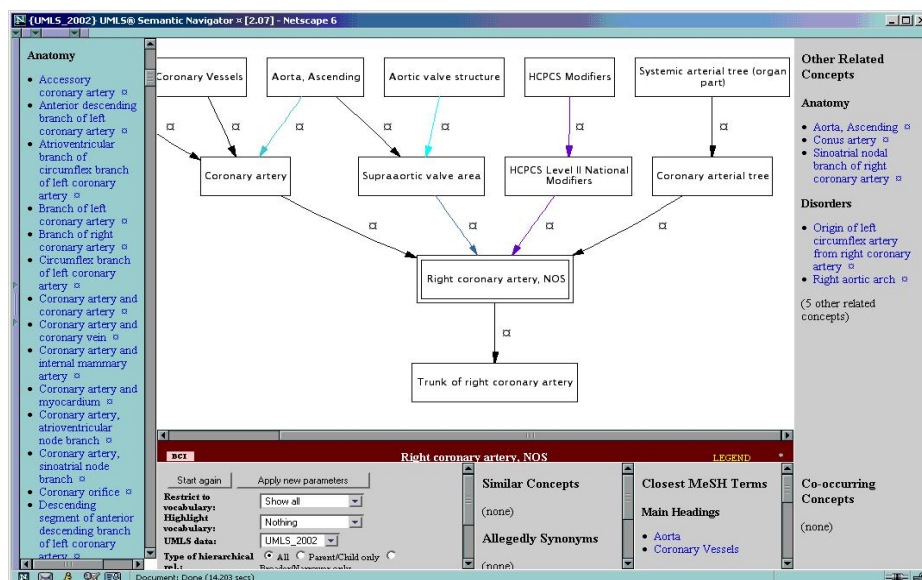 {UMLS_2002} UMLS® Semantic Navigator ¤ [2.07] - Netscape 6
Anatomy
• Accessory
coronary artery ¤
• Anterior descending
branch of left
coronary artery ¤
• Atrioventricular
branch of
circumflex branch
of left coronary
artery ¤
• Branch of left
coronary artery ¤
• Branch of right
coronary artery ¤
• Circumflex branch
of left coronary
artery ¤
• Coronary artery and
coronary artery ¤
• Coronary artery and
coronary vein ¤
• Coronary artery and
internal mammary
artery ¤
• Coronary artery and
myocardium ¤
• Coronary artery,
atrioventricular
node branch ¤
• Coronary artery,
sinoatrial node
branch ¤
• Coronary orifice ¤
• Descending
segment of anterior
descending branch
of left coronary
artery ¤
Coronary Vessels
Aorta, Ascending
Aortic valve structure
HCPCS Modifiers
Systemic arterial tree (organ
part)
¤ ¤ ¤ ¤ ¤ ¤ ¤
Coronary artery
Supraaortic valve area
HCPCS Level II National
Modifiers
Coronary arterial tree
¤ ¤ ¤ ¤
Right coronary artery, NOS
¤
Trunk of right coronary artery
Other Related
Concepts
Anatomy
• Aorta, Ascending ¤
• Conus artery ¤
• Sinoatrial nodal
branch of right
coronary artery ¤
Disorders
• Origin of left
circumflex artery
from right coronary
artery ¤
• Right aortic arch ¤
(5 other related
concepts)
BCI
Right coronary artery, NOS
LEGEND
*
Start again
Apply new parameters
Restrict to
vocabulary:
Show all
Highlight
vocabulary:
Nothing
UMLS data:
UMLS_2002
Type of hierarchical
rel.:
All
Parent/Child only
Broader/Narrower only
Similar Concepts
(none)
Allegedly Synonyms
(none)
Closest MeSH Terms
Main Headings
• Aorta
• Coronary Vessels
Co-occurring
Concepts
(none)
Document: Done (14.203 secs)